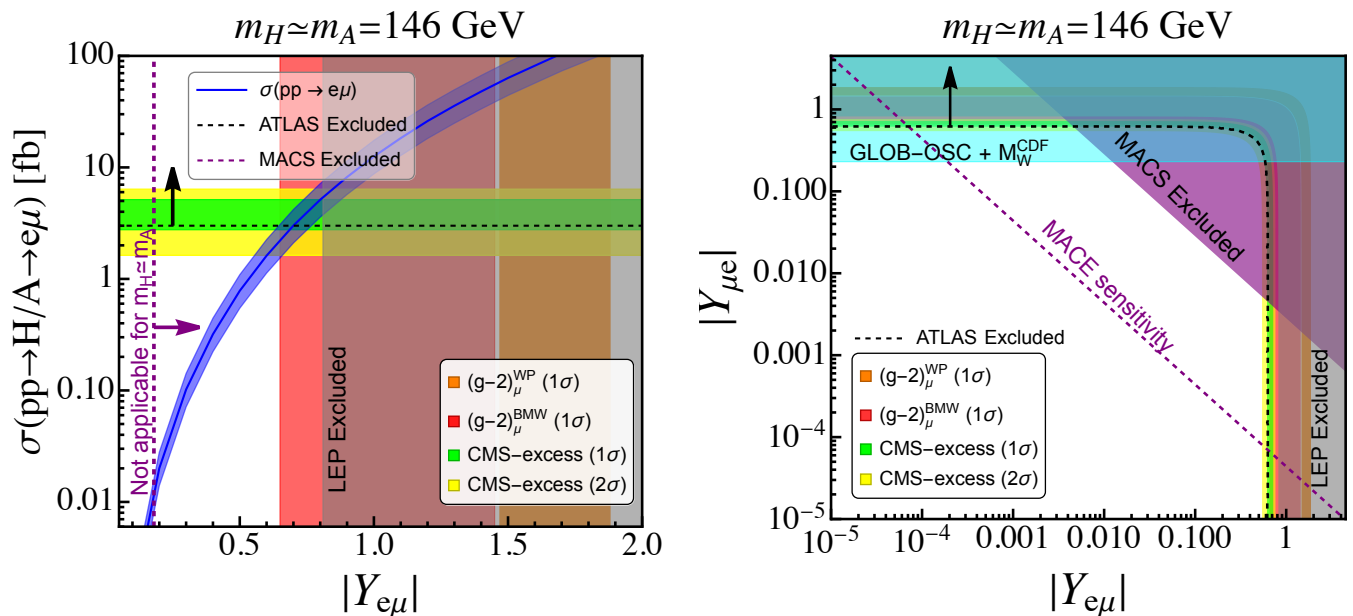 m_H≃m_A=146 GeV
σ(pp→H/A→eμ) [fb]
100
10
1
0.10
0.01
σ(pp → eμ)
ATLAS Excluded
MACS Excluded
Not applicable for m_H≃m_A
LEP Excluded
(g−2)_μ^WP (1σ)
(g−2)_μ^BMW (1σ)
CMS−excess (1σ)
CMS−excess (2σ)
0.5 1.0 1.5 2.0
|Y_eμ|
m_H≃m_A=146 GeV
|Y_μe|
1
0.100
0.010
0.001
10^−4
10^−5
GLOB−OSC + M_W^CDF
MACS Excluded
MACE sensitivity
LEP Excluded
ATLAS Excluded
(g−2)_μ^WP (1σ)
(g−2)_μ^BMW (1σ)
CMS−excess (1σ)
CMS−excess (2σ)
10^−5 10^−4 0.001 0.010 0.100 1
|Y_eμ|